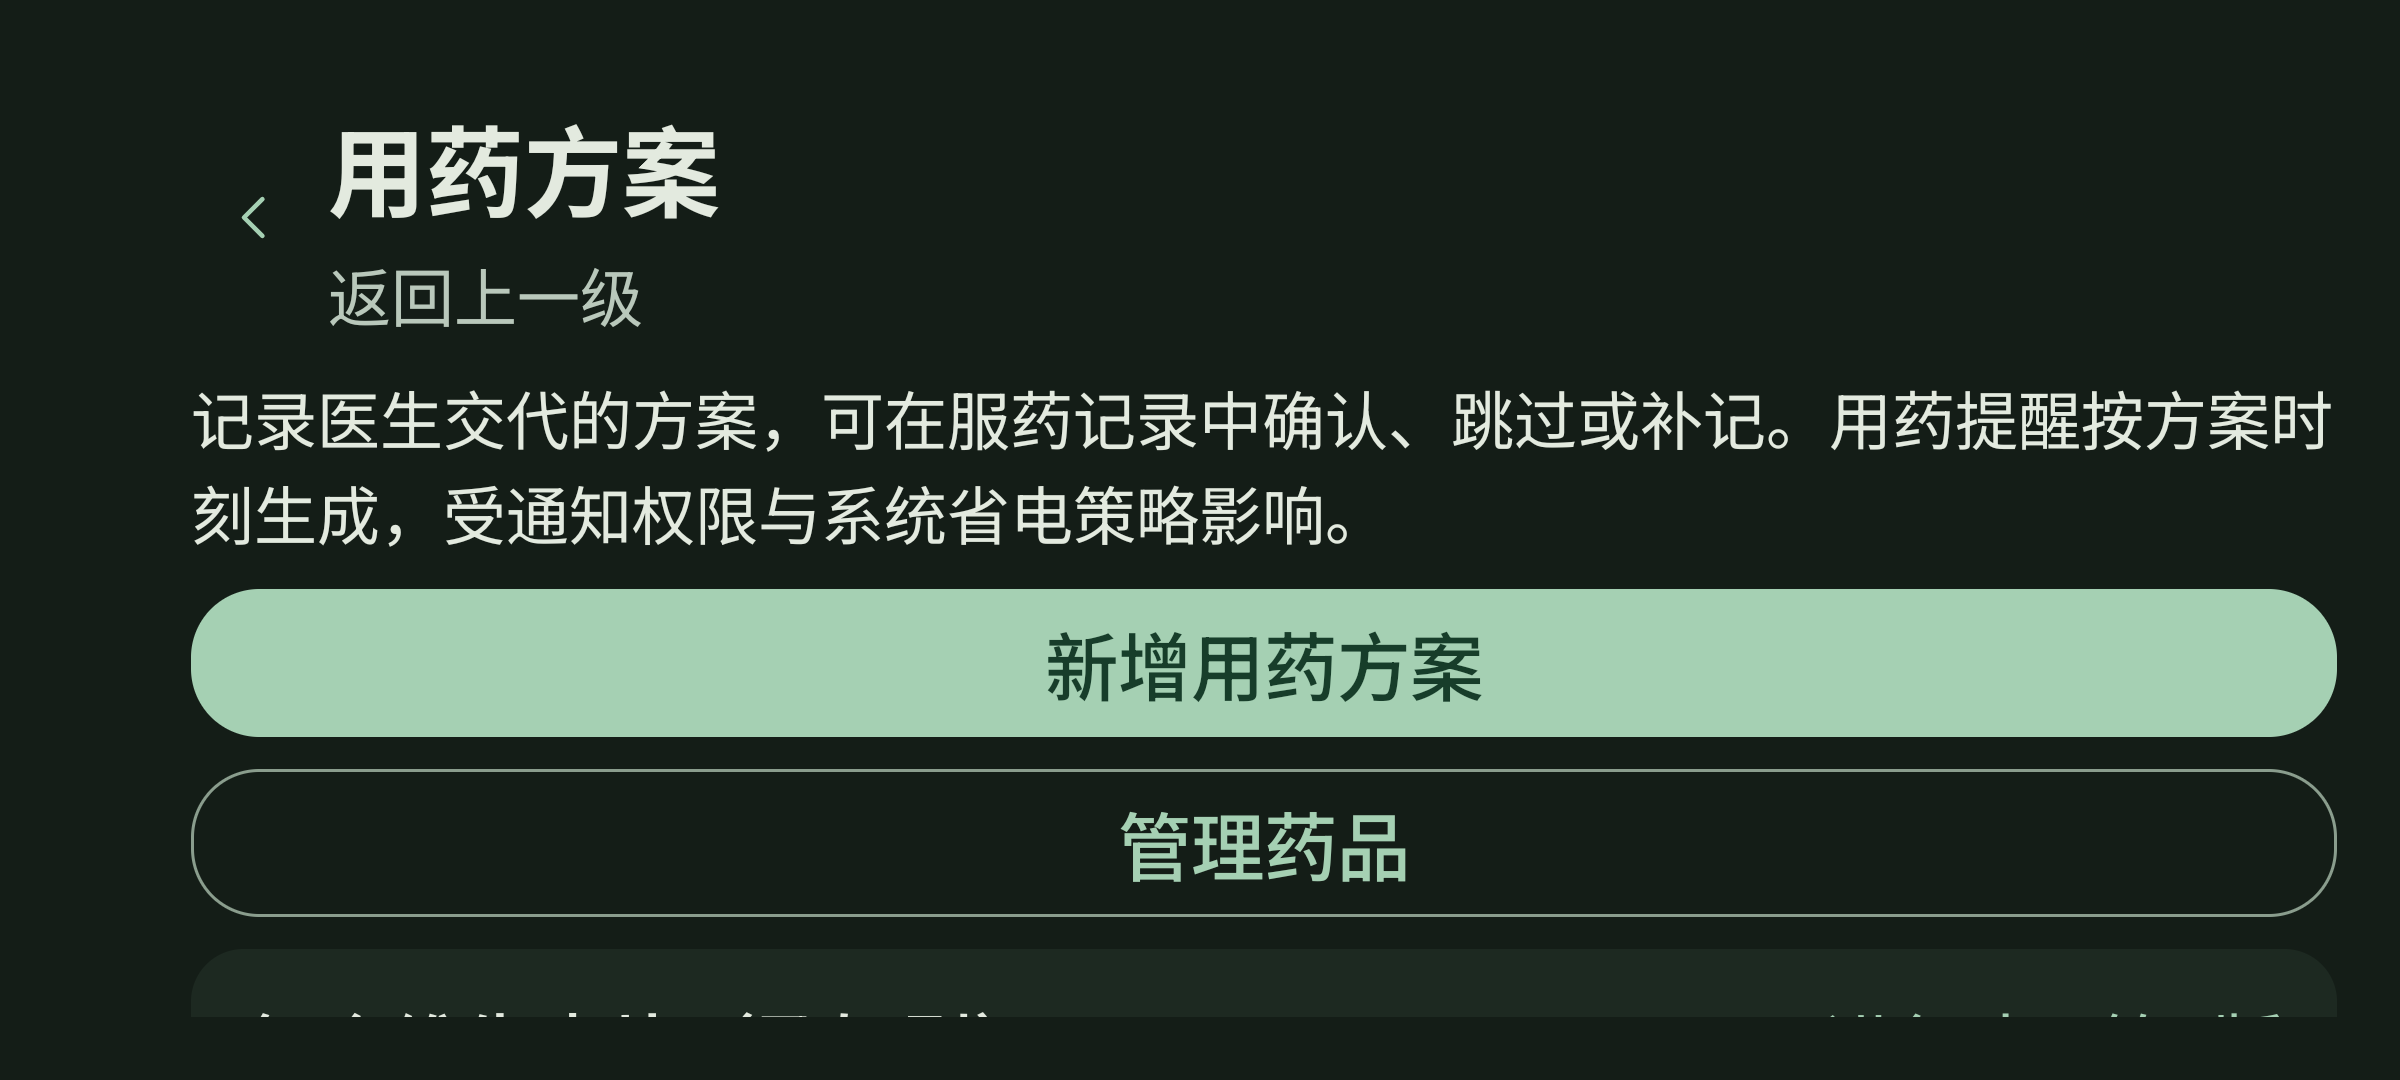 用药方案
返回上一级
记录医生交代的方案，可在服药记录中确认、跳过或补记。用药提醒按方案时
刻生成，受通知权限与系统省电策略影响。
新增用药方案
管理药品